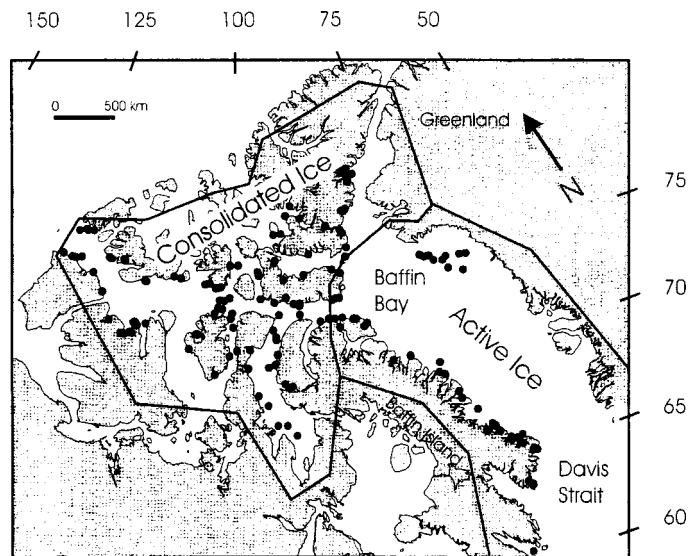 150 125 100 75 50
0 500 km
Greenland
N
Consolidated Ice
75
Baffin
Bay
70
Active Ice
65
Baffin Island
Davis
Strait
60